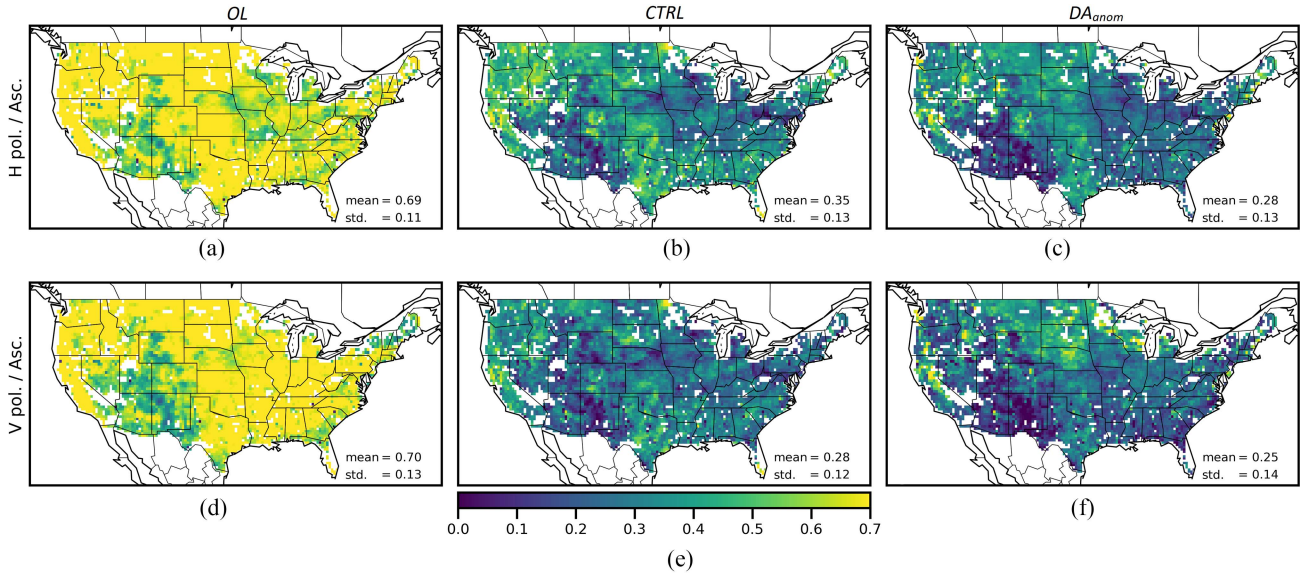 OL
CTRL
DAanom
H pol. / Asc.
mean = 0.69
std. = 0.11
mean = 0.35
std. = 0.13
mean = 0.28
std. = 0.13
(a)
(b)
(c)
V pol. / Asc.
mean = 0.70
std. = 0.13
mean = 0.28
std. = 0.12
mean = 0.25
std. = 0.14
(d)
(f)
0.0 0.1 0.2 0.3 0.4 0.5 0.6 0.7
(e)